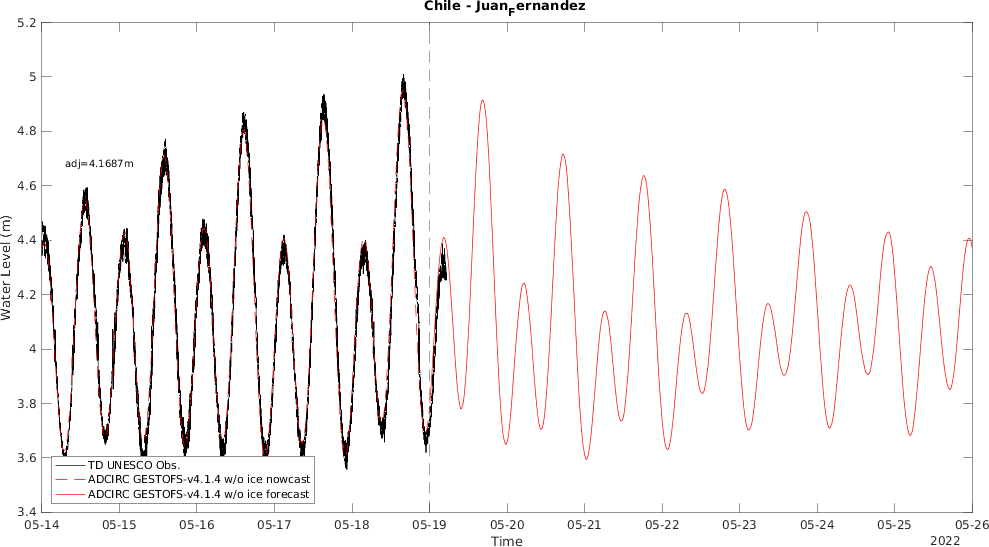 Chile - Juan_Fernandez
5.2
5
4.8
4.6
4.4
4.2
4
3.8
3.6
3.4
Water Level (m)
adj=4.1687m
TD UNESCO Obs.
ADCIRC GESTOFS-v4.1.4 w/o ice nowcast
ADCIRC GESTOFS-v4.1.4 w/o ice forecast
05-14 05-15 05-16 05-17 05-18 05-19 05-20 05-21 05-22 05-23 05-24 05-25 05-26
Time
2022